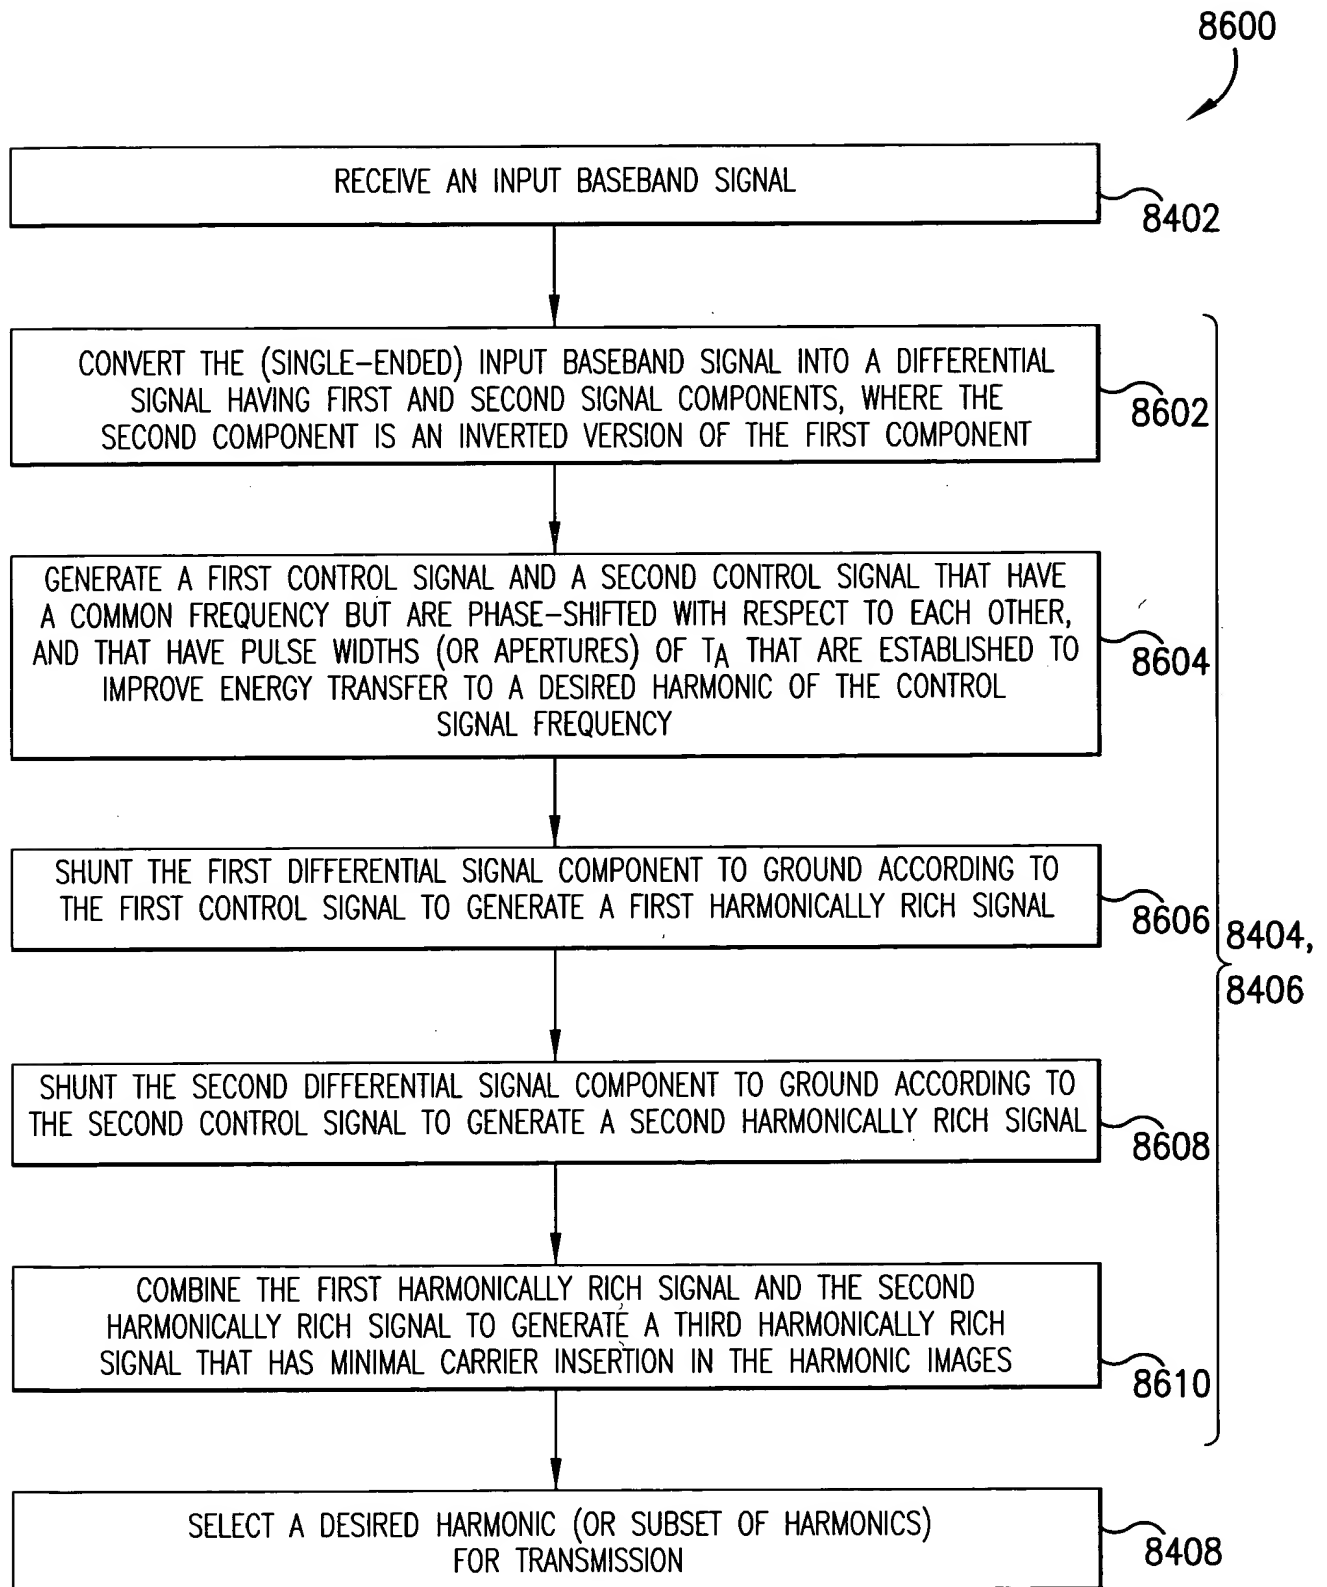 8600
RECEIVE AN INPUT BASEBAND SIGNAL
8402
CONVERT THE (SINGLE-ENDED) INPUT BASEBAND SIGNAL INTO A DIFFERENTIAL
SIGNAL HAVING FIRST AND SECOND SIGNAL COMPONENTS, WHERE THE
SECOND COMPONENT IS AN INVERTED VERSION OF THE FIRST COMPONENT
8602
GENERATE A FIRST CONTROL SIGNAL AND A SECOND CONTROL SIGNAL THAT HAVE
A COMMON FREQUENCY BUT ARE PHASE-SHIFTED WITH RESPECT TO EACH OTHER,
AND THAT HAVE PULSE WIDTHS (OR APERTURES) OF TA THAT ARE ESTABLISHED TO
IMPROVE ENERGY TRANSFER TO A DESIRED HARMONIC OF THE CONTROL
SIGNAL FREQUENCY
8604
SHUNT THE FIRST DIFFERENTIAL SIGNAL COMPONENT TO GROUND ACCORDING TO
THE FIRST CONTROL SIGNAL TO GENERATE A FIRST HARMONICALLY RICH SIGNAL
8606
8404,
8406
SHUNT THE SECOND DIFFERENTIAL SIGNAL COMPONENT TO GROUND ACCORDING TO
THE SECOND CONTROL SIGNAL TO GENERATE A SECOND HARMONICALLY RICH SIGNAL
8608
COMBINE THE FIRST HARMONICALLY RICH SIGNAL AND THE SECOND
HARMONICALLY RICH SIGNAL TO GENERATE A THIRD HARMONICALLY RICH
SIGNAL THAT HAS MINIMAL CARRIER INSERTION IN THE HARMONIC IMAGES
8610
SELECT A DESIRED HARMONIC (OR SUBSET OF HARMONICS)
FOR TRANSMISSION
8408